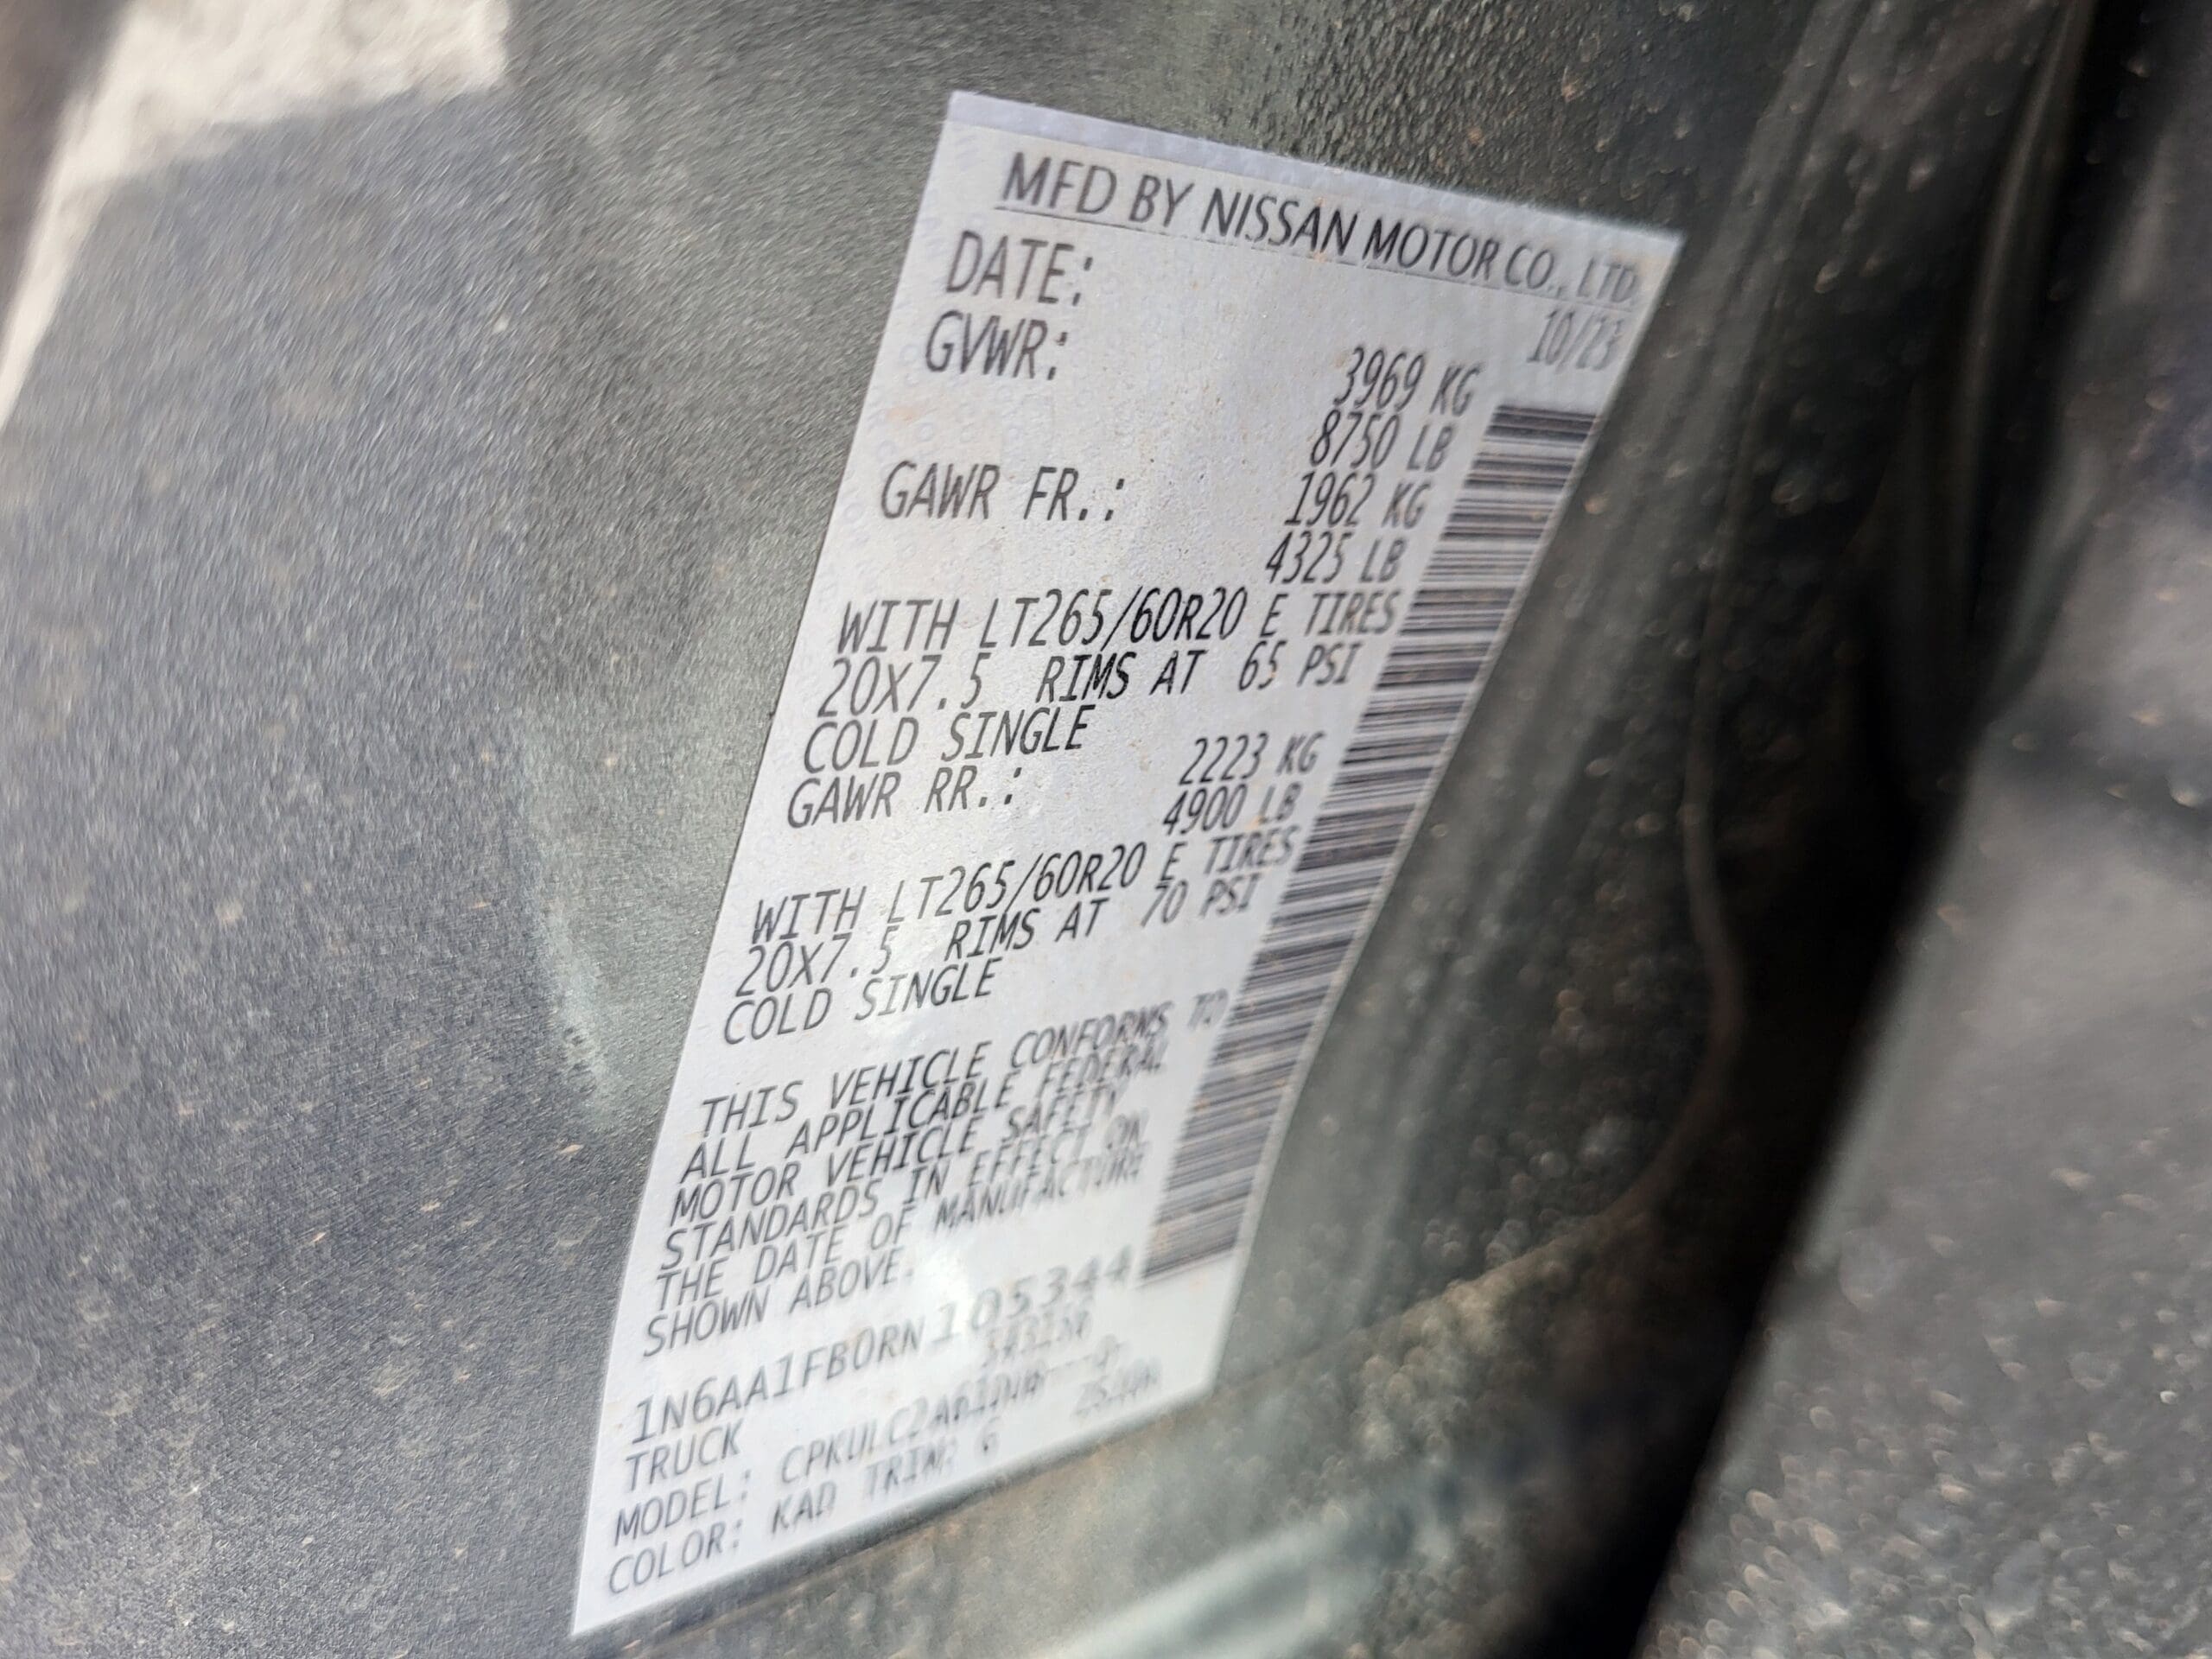 MFD BY NISSAN MOTOR CO., LTD.
DATE: 10/23
GVWR: 3969 KG
8750 LB
GAWR FR.: 1962 KG
4325 LB
WITH LT265/60R20 E TIRES
20X7.5 RIMS AT 65 PSI
COLD SINGLE
GAWR RR.: 2223 KG
4900 LB
WITH LT265/60R20 E TIRES
20X7.5 RIMS AT 70 PSI
COLD SINGLE
THIS VEHICLE CONFORMS TO
ALL APPLICABLE FEDERAL
MOTOR VEHICLE SAFETY
STANDARDS IN EFFECT ON
THE DATE OF MANUFACTURE
SHOWN ABOVE.
1N6AA1FB0RN105344
TRUCK
MODEL:
COLOR: KAD TRIM: G